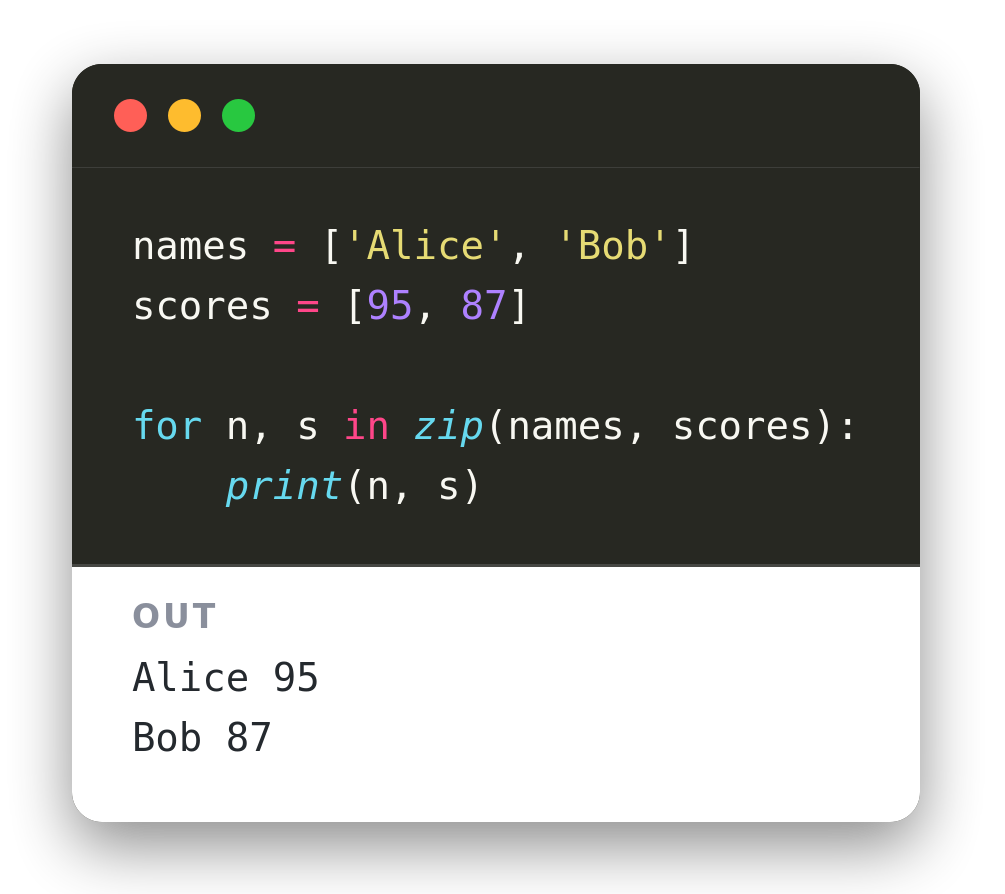 names = ['Alice', 'Bob']
scores = [95, 87]

for n, s in zip(names, scores):
    print(n, s)
OUT
Alice 95
Bob 87